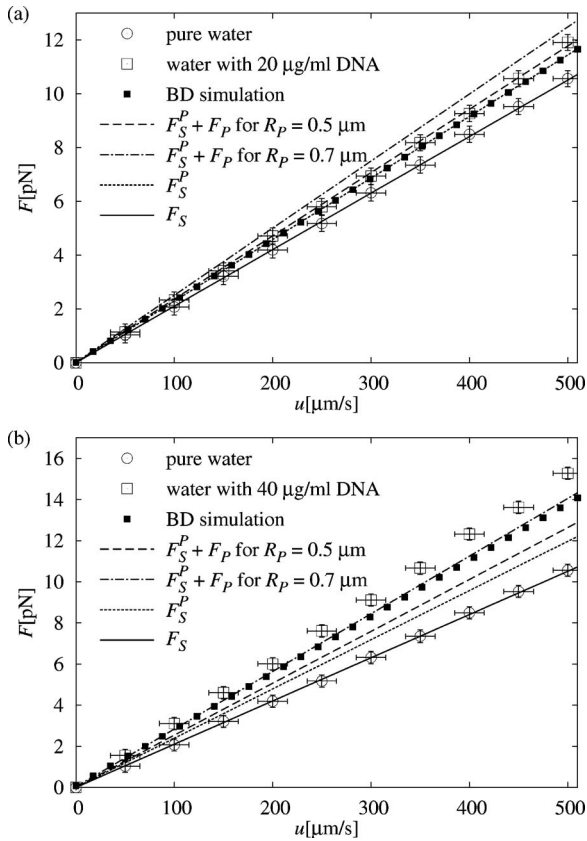 (a)
pure water
water with 20 μg/ml DNA
BD simulation
F_S^P + F_P for R_P = 0.5 μm
F_S^P + F_P for R_P = 0.7 μm
F_S^P
F_S
F[pN]
12
10
8
6
4
2
0
0 100 200 300 400 500
u[μm/s]
(b)
pure water
water with 40 μg/ml DNA
BD simulation
F_S^P + F_P for R_P = 0.5 μm
F_S^P + F_P for R_P = 0.7 μm
F_S^P
F_S
F[pN]
16
14
12
10
8
6
4
2
0
0 100 200 300 400 500
u[μm/s]